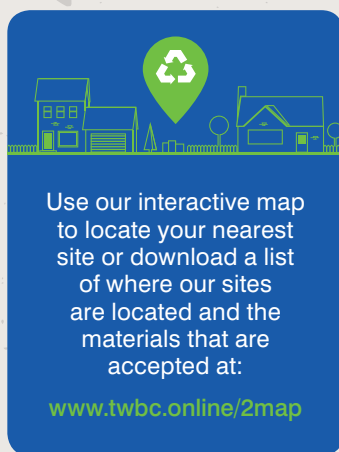 Use our interactive map
to locate your nearest
site or download a list
of where our sites
are located and the
materials that are
accepted at:
www.twbc.online/2map